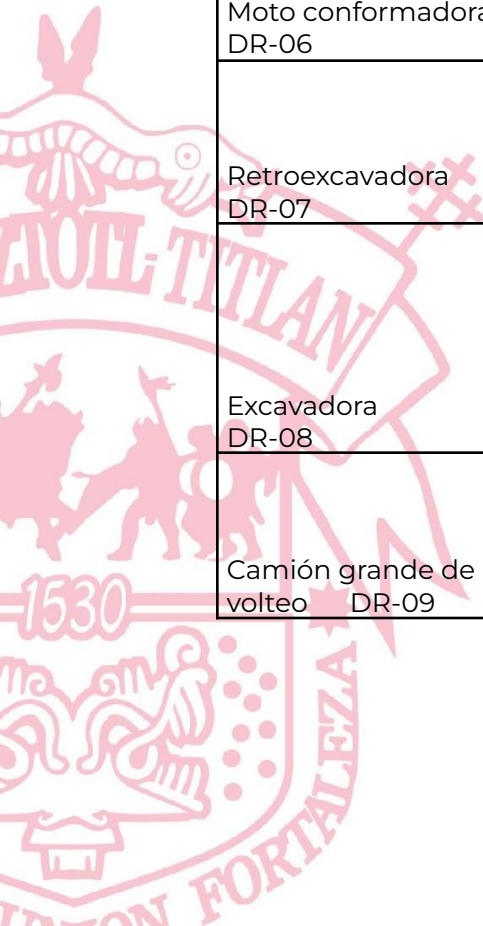 Moto conformadora
DR-06
Retroexcavadora
DR-07
TITLAN
Excavadora
DR-08
Camión grande de
volteo DR-09
1530
FORTALEZA